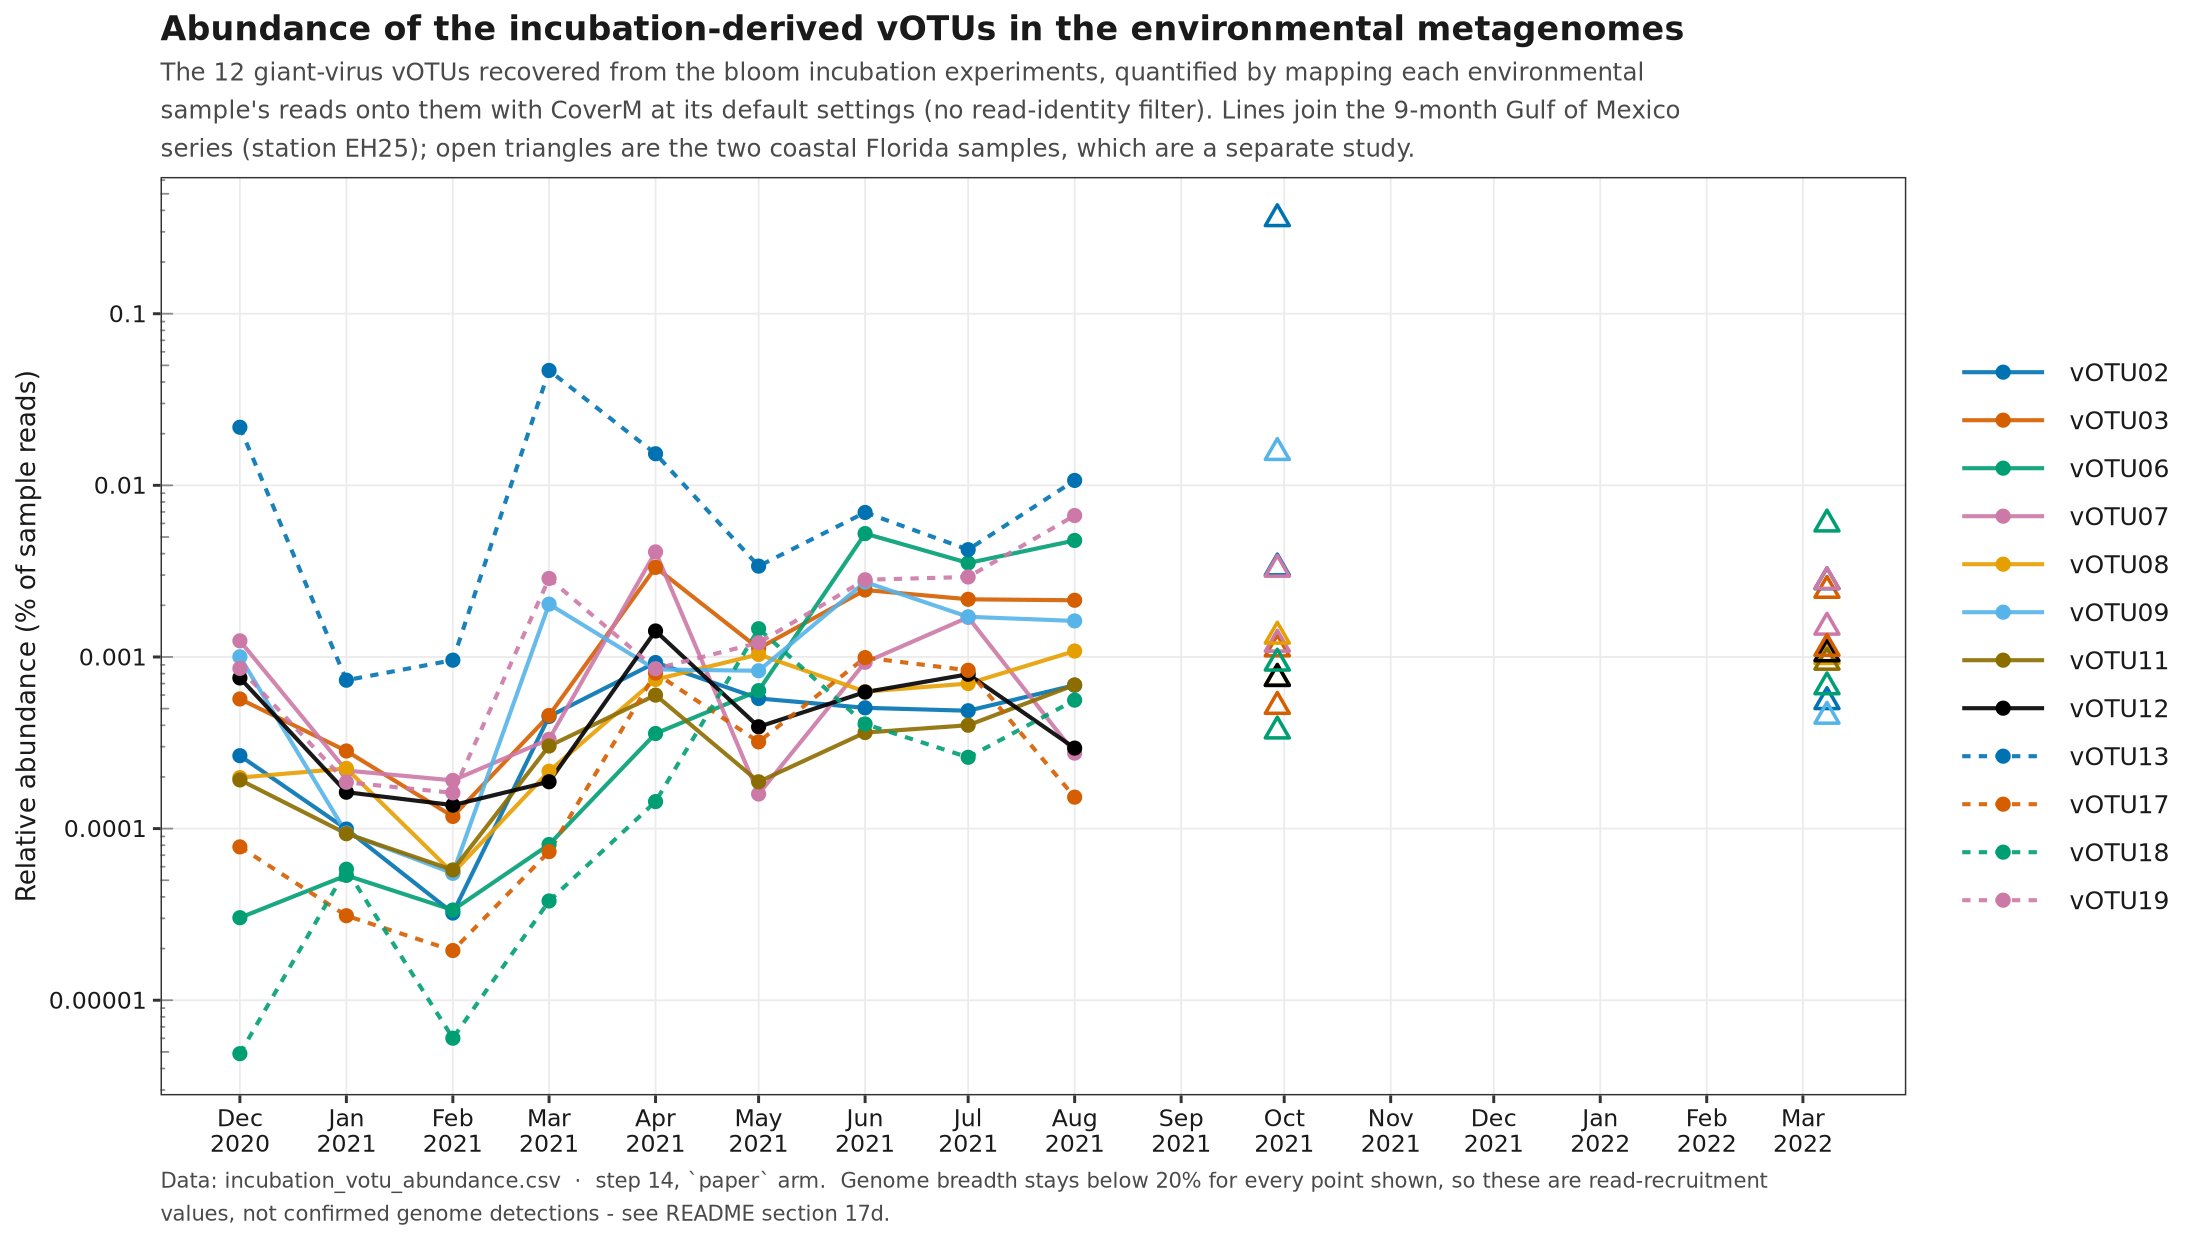 Abundance of the incubation-derived vOTUs in the environmental metagenomes
The 12 giant-virus vOTUs recovered from the bloom incubation experiments, quantified by mapping each environmental
sample's reads onto them with CoverM at its default settings (no read-identity filter). Lines join the 9-month Gulf of Mexico
series (station EH25); open triangles are the two coastal Florida samples, which are a separate study.
Relative abundance (% of sample reads)
0.1
0.01
0.001
0.0001
0.00001
Dec Jan Feb Mar Apr May Jun Jul Aug Sep Oct Nov Dec Jan Feb Mar
2020 2021 2021 2021 2021 2021 2021 2021 2021 2021 2021 2021 2021 2022 2022 2022
vOTU02
vOTU03
vOTU06
vOTU07
vOTU08
vOTU09
vOTU11
vOTU12
vOTU13
vOTU17
vOTU18
vOTU19
Data: incubation_votu_abundance.csv · step 14, `paper` arm. Genome breadth stays below 20% for every point shown, so these are read-recruitment
values, not confirmed genome detections - see README section 17d.